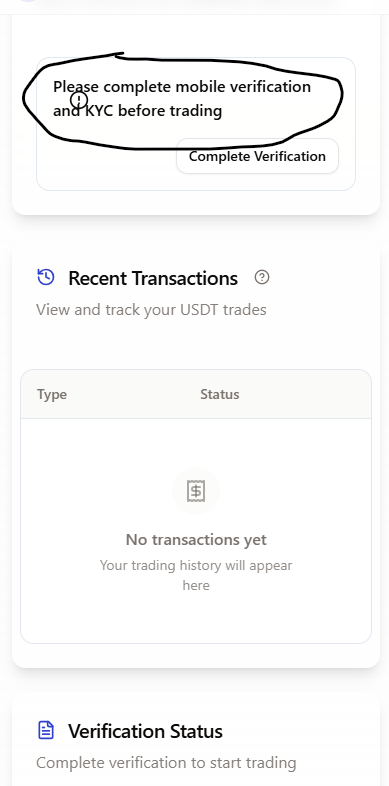 Please complete mobile verification
and KYC before trading
Complete Verification
Recent Transactions
View and track your USDT trades
Type Status
No transactions yet
Your trading history will appear
here
Verification Status
Complete verification to start trading